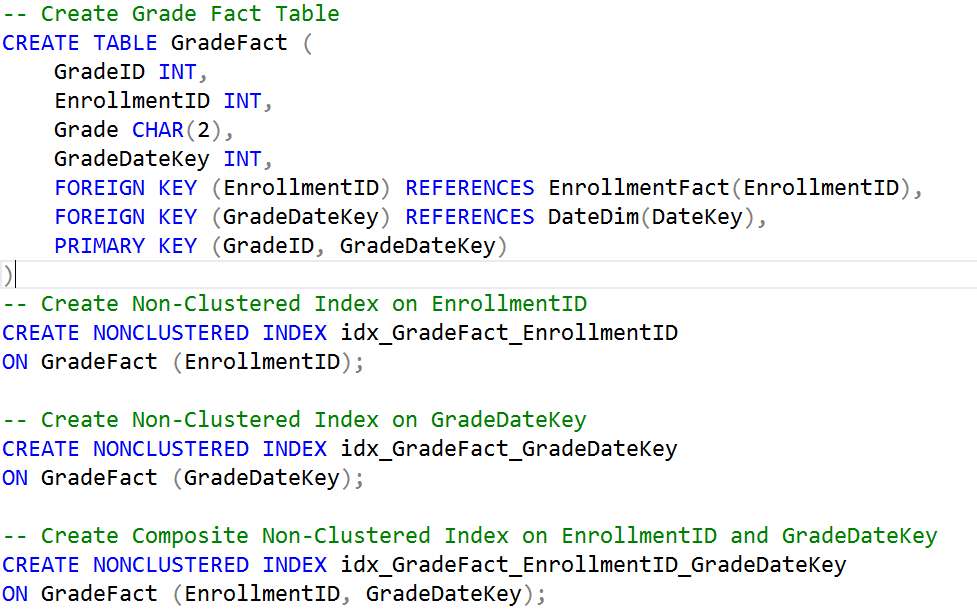 -- Create Grade Fact Table
CREATE TABLE GradeFact (
    GradeID INT,
    EnrollmentID INT,
    Grade CHAR(2),
    GradeDateKey INT,
    FOREIGN KEY (EnrollmentID) REFERENCES EnrollmentFact(EnrollmentID),
    FOREIGN KEY (GradeDateKey) REFERENCES DateDim(DateKey),
    PRIMARY KEY (GradeID, GradeDateKey)
)
-- Create Non-Clustered Index on EnrollmentID
CREATE NONCLUSTERED INDEX idx_GradeFact_EnrollmentID
ON GradeFact (EnrollmentID);

-- Create Non-Clustered Index on GradeDateKey
CREATE NONCLUSTERED INDEX idx_GradeFact_GradeDateKey
ON GradeFact (GradeDateKey);

-- Create Composite Non-Clustered Index on EnrollmentID and GradeDateKey
CREATE NONCLUSTERED INDEX idx_GradeFact_EnrollmentID_GradeDateKey
ON GradeFact (EnrollmentID, GradeDateKey);